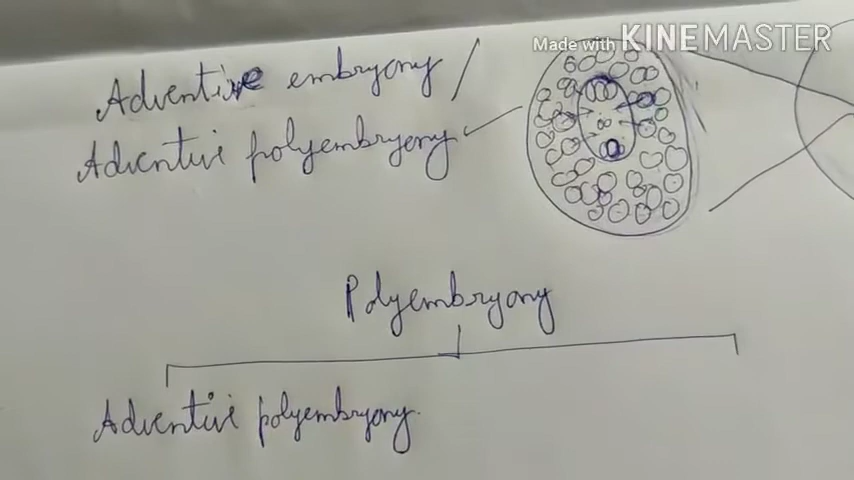 Made with KINEMASTER
Adventive embryony /
Adventive polyembryony
Polyembryony
Adventive polyembryony.